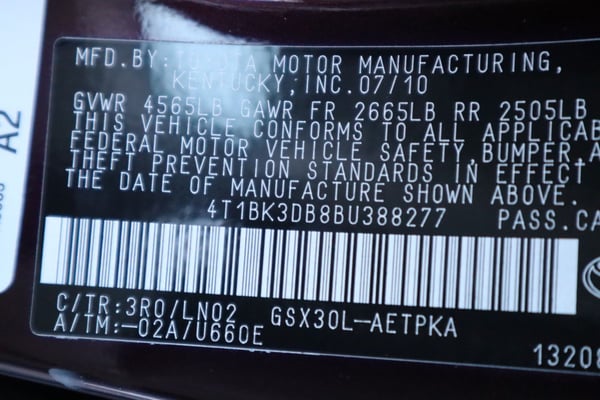 MFD.BY:TOYOTA MOTOR MANUFACTURING,
KENTUCKY,INC.07/10
GVWR 4565LB GAWR FR 2665LB RR 2505LB
THIS VEHICLE CONFORMS TO ALL APPLICAB
FEDERAL MOTOR VEHICLE SAFETY,BUMPER,A
THEFT PREVENTION STANDARDS IN EFFECT
THE DATE OF MANUFACTURE SHOWN ABOVE.
4T1BK3DB8BU388277 PASS.CA
C/TR:3R0/LN02 GSX30L-AETPKA
A/TM:-02A/U660E
13208
A2